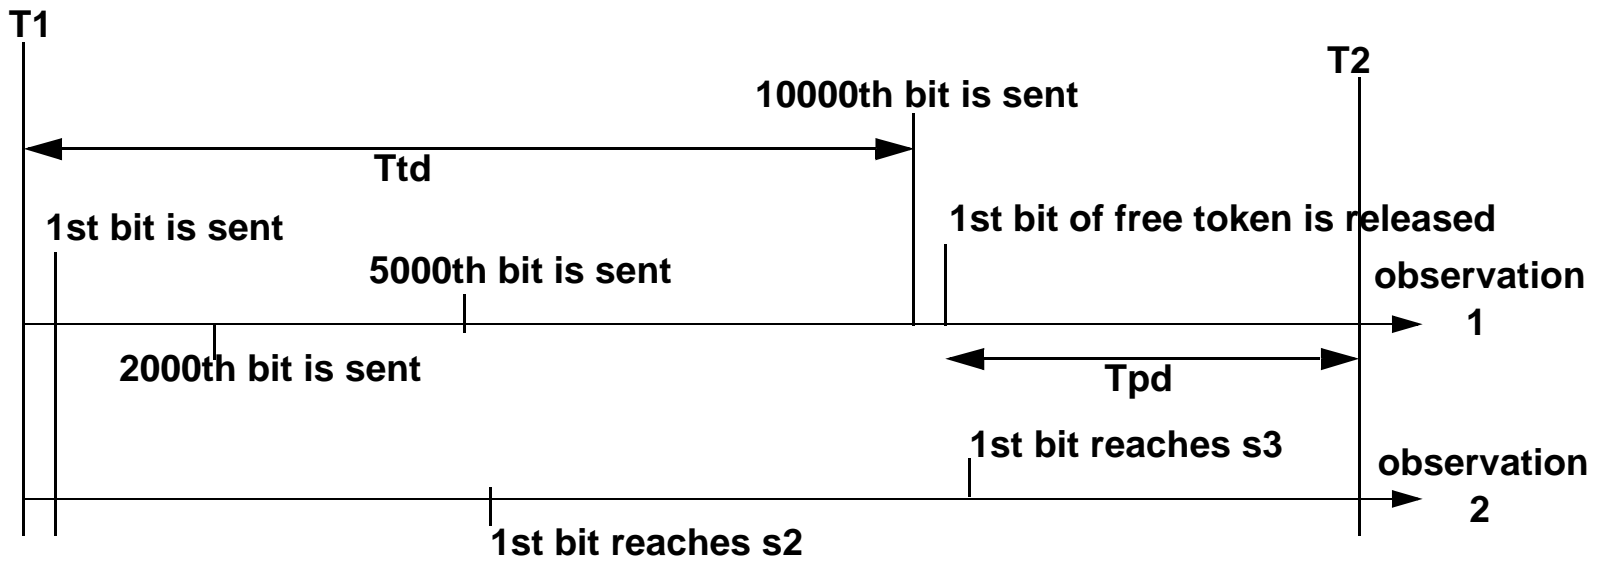 T1
T2
10000th bit is sent
Ttd
1st bit is sent
1st bit of free token is released
5000th bit is sent
observation
1
2000th bit is sent
Tpd
1st bit reaches s3
observation
2
1st bit reaches s2